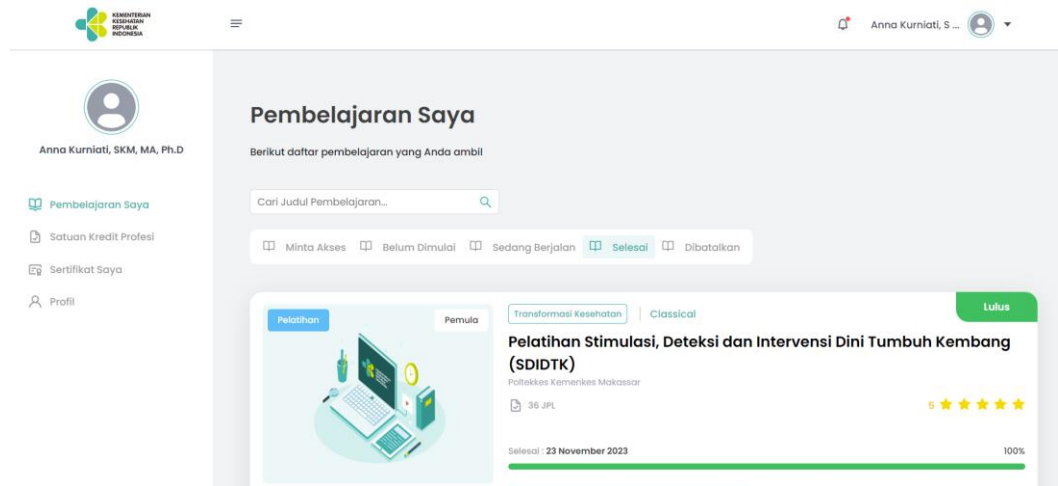 KEMENTERIAN
KESEHATAN
REPUBLIK
INDONESIA
Anna Kurniati, S ...
Anna Kurniati, SKM, MA, Ph.D
Pembelajaran Saya
Satuan Kredit Profesi
Sertifikat Saya
Profil
Pembelajaran Saya
Berikut daftar pembelajaran yang Anda ambil
Cari Judul Pembelajaran...
Minta Akses Belum Dimulai Sedang Berjalan Selesai Dibatalkan
Pelatihan Pemula
Transformasi Kesehatan Classical
Lulus
Pelatihan Stimulasi, Deteksi dan Intervensi Dini Tumbuh Kembang
(SDIDTK)
Poltekkes Kemenkes Makassar
36 JPL
5
Selesai : 23 November 2023 100%